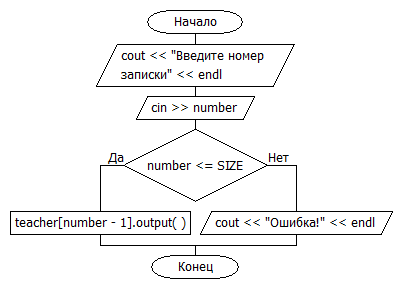 Начало
cout << "Введите номер
записки" << endl
cin >> number
Да
number <= SIZE
Нет
teacher[number - 1].output( )
cout << "Ошибка!" << endl
Конец